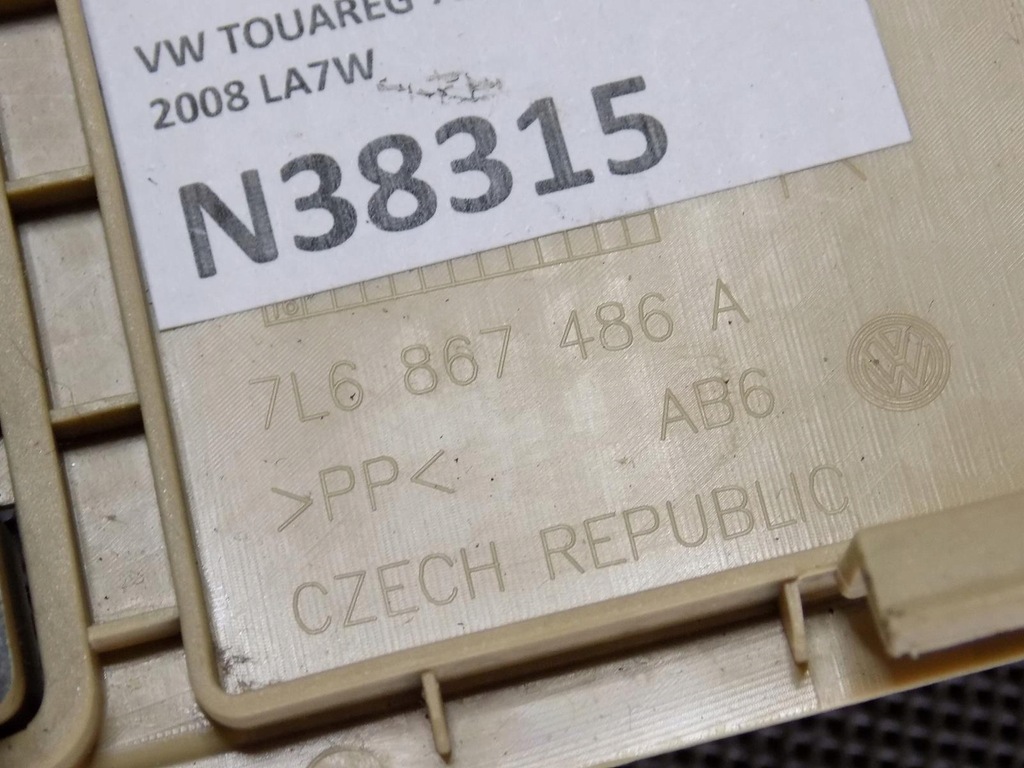 VW TOUAREG
2008 LA7W
N38315
7L6 867 486 A
AB6
>PP<
CZECH REPUBLIC